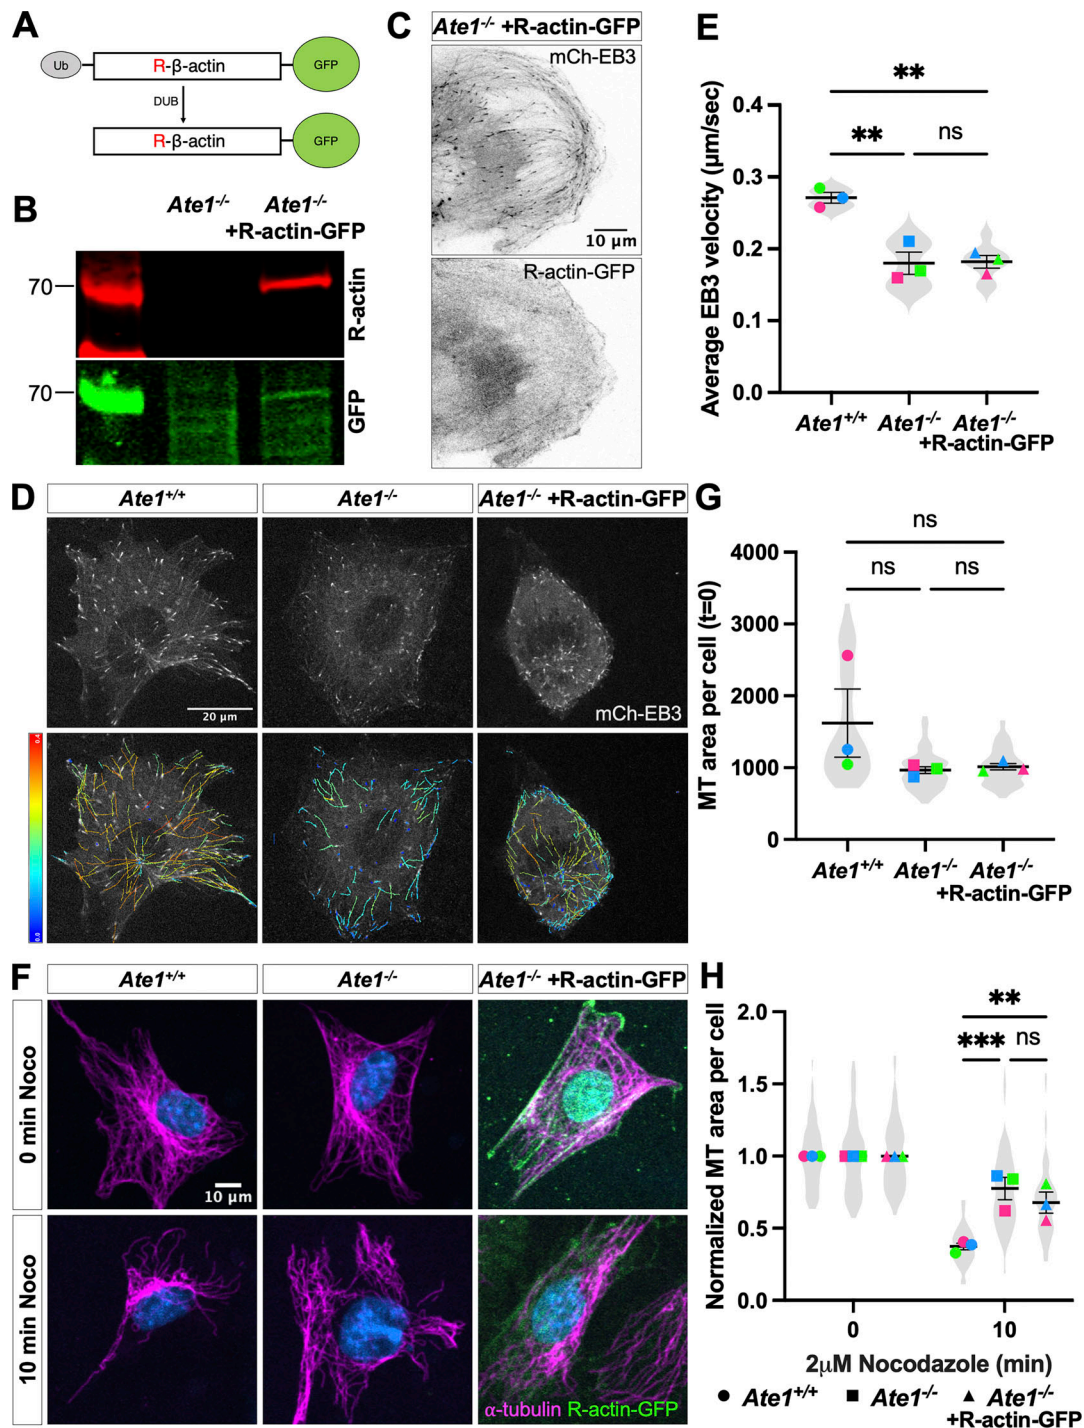 A
Ub
R-β-actin
GFP
DUB
R-β-actin
GFP
B
Ate1-/-
Ate1-/-
+R-actin-GFP
70
R-actin
70
GFP
C
Ate1-/- +R-actin-GFP
mCh-EB3
10 µm
R-actin-GFP
D
Ate1+/+
Ate1-/-
Ate1-/- +R-actin-GFP
20 µm
mCh-EB3
0.4
0.0
E
Average EB3 velocity (µm/sec)
**
** ns
0.4
0.3
0.2
0.1
0.0
Ate1+/+ Ate1-/- Ate1-/-
+R-actin-GFP
F
Ate1+/+
Ate1-/-
Ate1-/- +R-actin-GFP
0 min Noco
10 µm
10 min Noco
α-tubulin R-actin-GFP
G
MT area per cell (t=0)
ns
ns ns
4000
3000
2000
1000
0
Ate1+/+ Ate1-/- Ate1-/-
+R-actin-GFP
H
Normalized MT area per cell
**
*** ns
2.0
1.5
1.0
0.5
0.0
0 10
2µM Nocodazole (min)
Ate1+/+ Ate1-/- Ate1-/-
+R-actin-GFP